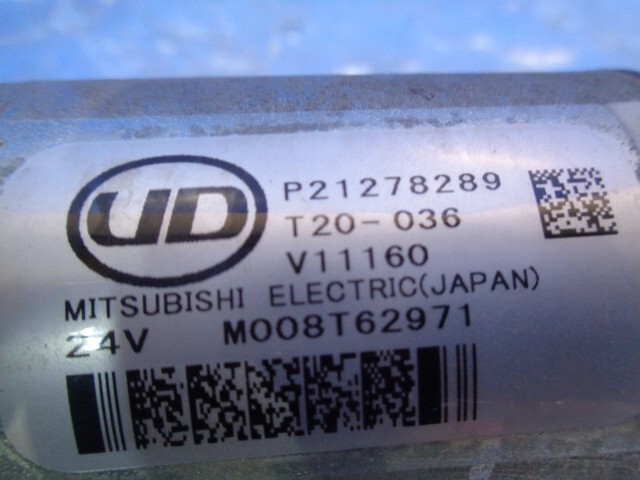 UD
P21278289
T20-036
V11160
MITSUBISHI ELECTRIC(JAPAN)
24V M008T62971